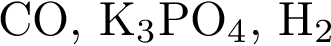 CO, K₃PO₄, H₂